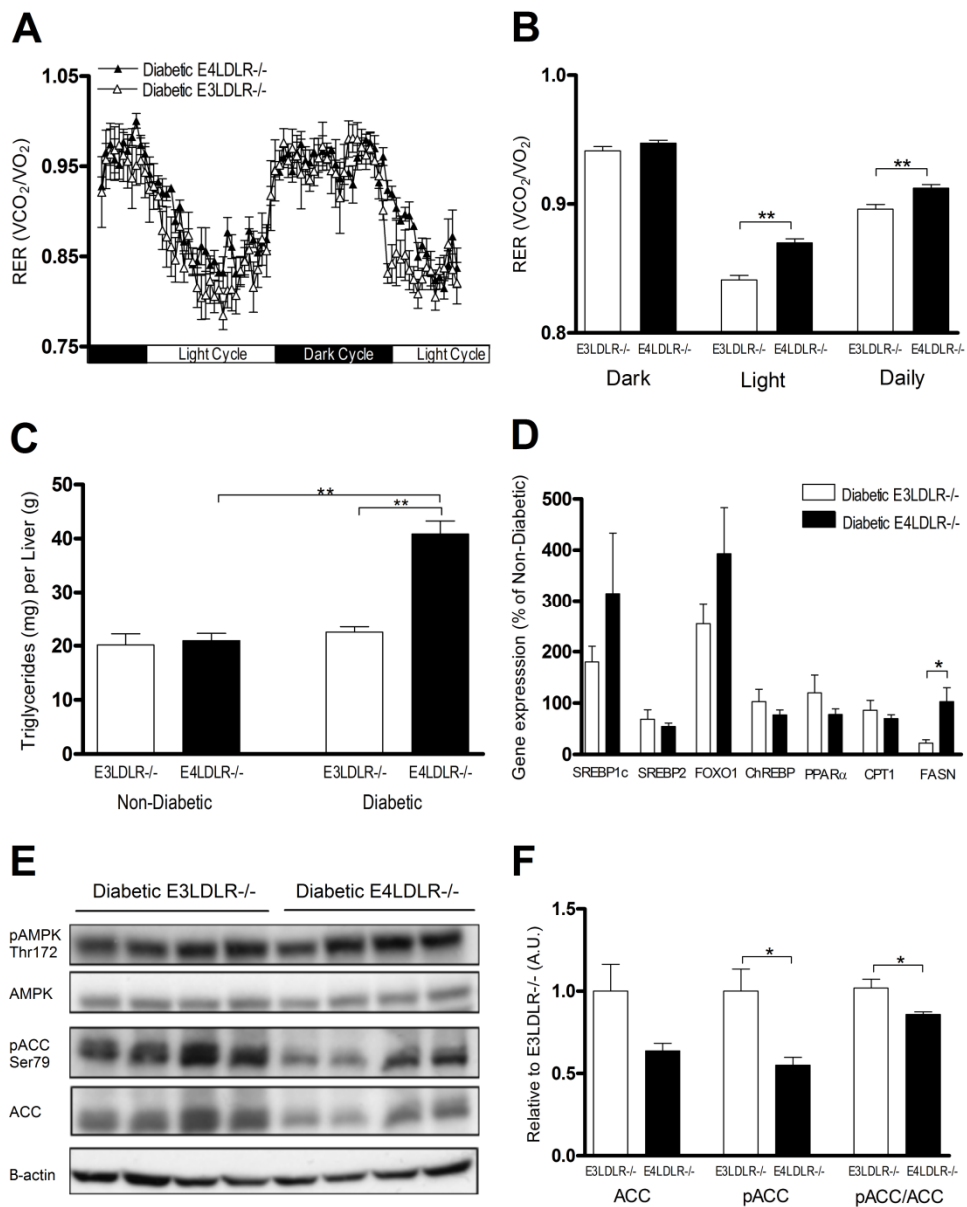 A
Diabetic E4LDLR-/-
Diabetic E3LDLR-/-
RER (VCO2/VO2)
1.05
0.95
0.85
0.75
Light Cycle
Dark Cycle
Light Cycle
B
RER (VCO2/VO2)
1.0
0.9
0.8
**
**
E3LDLR-/- E4LDLR-/- E3LDLR-/- E4LDLR-/- E3LDLR-/- E4LDLR-/-
Dark Light Daily
C
Triglycerides (mg) per Liver (g)
50
40
30
20
10
0
**
**
E3LDLR-/- E4LDLR-/- E3LDLR-/- E4LDLR-/-
Non-Diabetic Diabetic
D
Gene expresssion (% of Non-Diabetic)
500
400
300
200
100
0
Diabetic E3LDLR-/-
Diabetic E4LDLR-/-
*
SREBP1c SREBP2 FOXO1 ChREBP PPARα CPT1 FASN
E
Diabetic E3LDLR-/- Diabetic E4LDLR-/-
pAMPK
Thr172
AMPK
pACC
Ser79
ACC
B-actin
F
Relative to E3LDLR-/- (A.U.)
1.5
1.0
0.5
0.0
*
*
E3LDLR-/- E4LDLR-/- E3LDLR-/- E4LDLR-/- E3LDLR-/- E4LDLR-/-
ACC pACC pACC/ACC